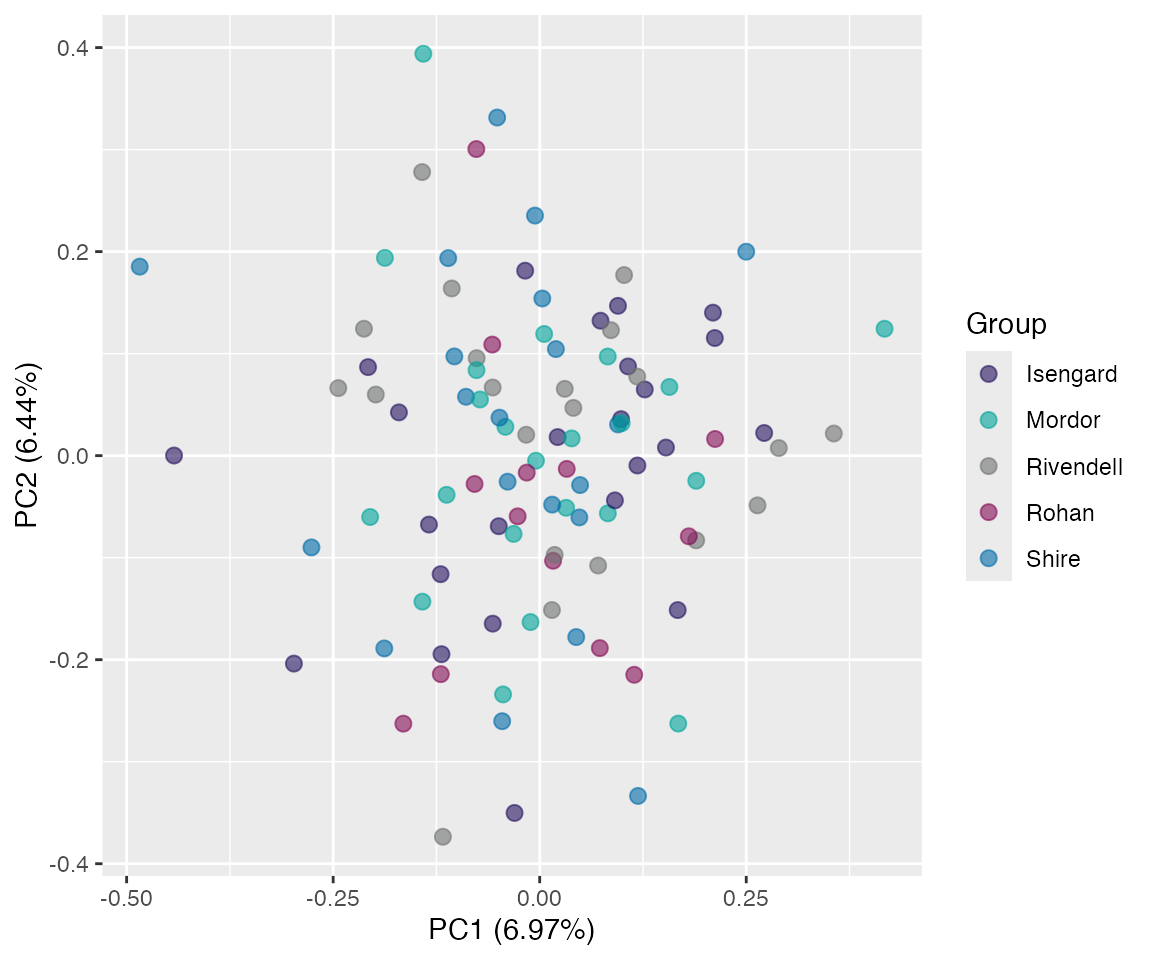 0.4
0.2
0.0
-0.2
-0.4
PC2 (6.44%)
-0.50
-0.25
0.00
0.25
PC1 (6.97%)
Group
Isengard
Mordor
Rivendell
Rohan
Shire